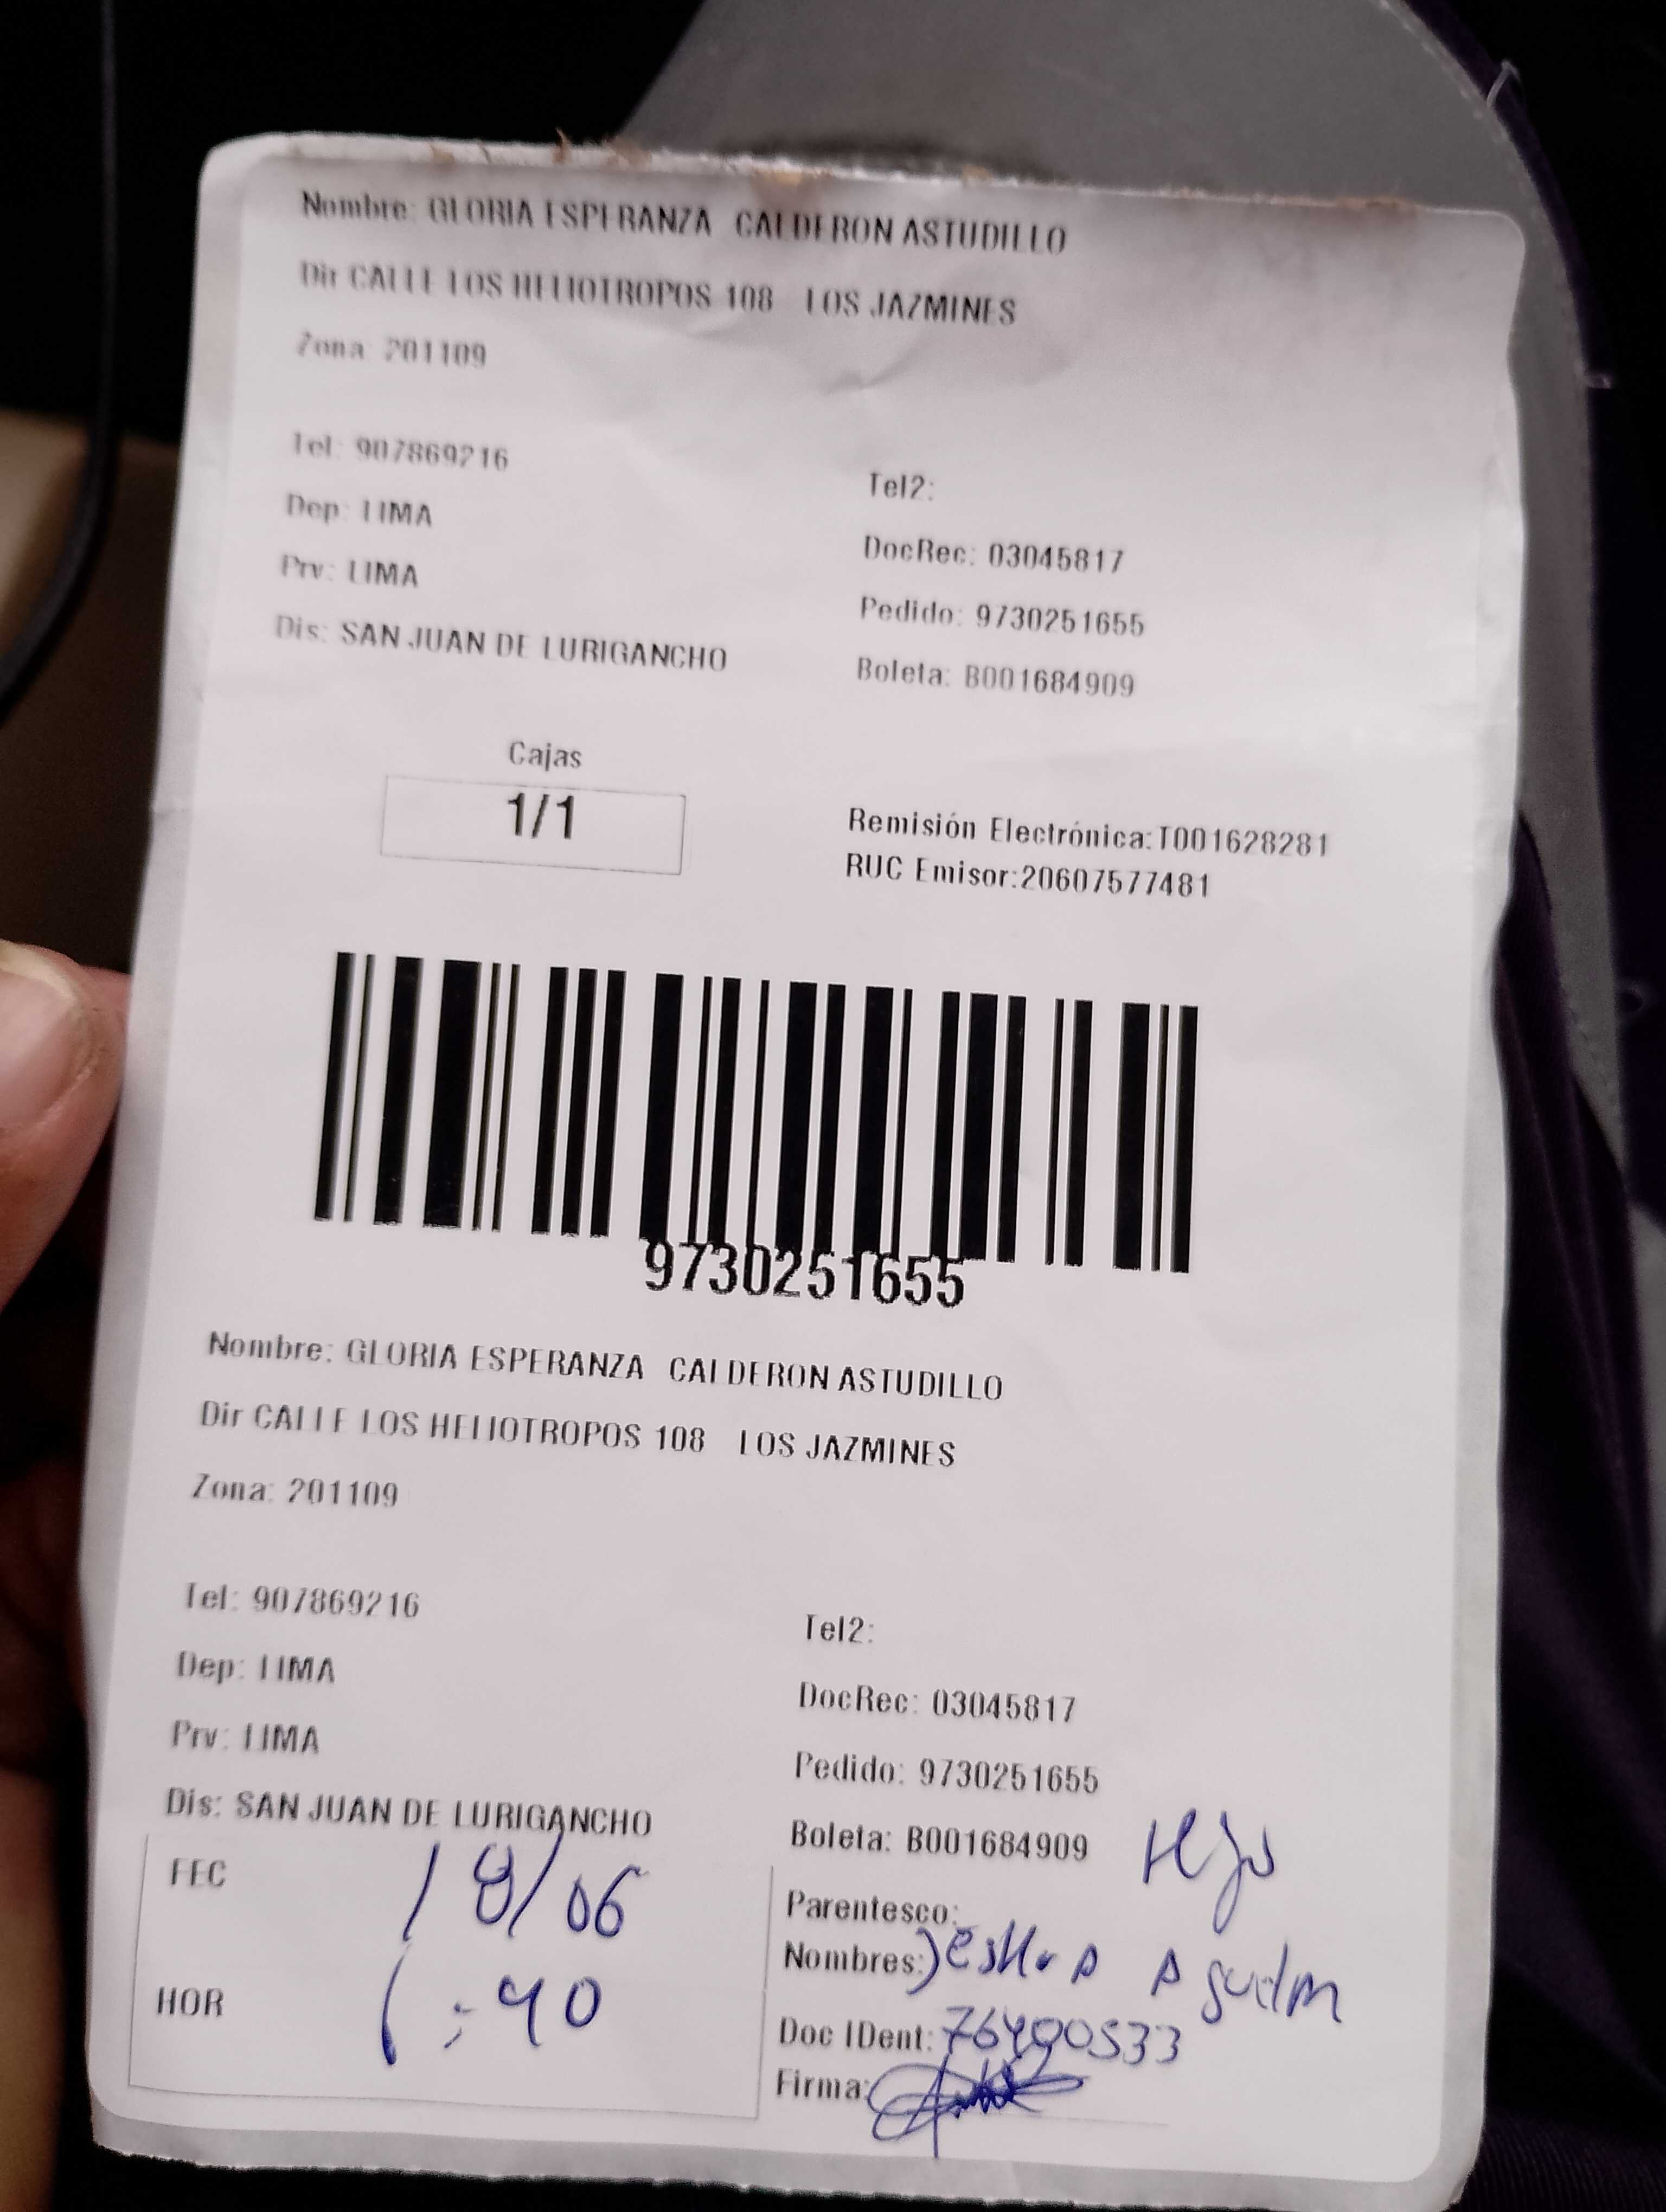 Nombre: GLORIA ESPERANZA CALDERON ASTUDILLO
Dir CALLE LOS HELIOTROPOS 108 LOS JAZMINES
Zona: 201109
Tel: 907869216
Tel2:
Dep: LIMA
DocRec: 03045817
Prv: LIMA
Pedido: 9730251655
Dis: SAN JUAN DE LURIGANCHO
Boleta: B001684909
Cajas
1/1
Remisión Electrónica:T001628281
RUC Emisor:20607577481
9730251655
Nombre: GLORIA ESPERANZA CALDERON ASTUDILLO
Dir CALLE LOS HELIOTROPOS 108 LOS JAZMINES
Zona: 201109
Tel: 907869216
Tel2:
Dep: LIMA
DocRec: 03045817
Prv: LIMA
Pedido: 9730251655
Dis: SAN JUAN DE LURIGANCHO
Boleta: B001684909
FEC 18/06
Parentesco: Hijo
Nombres:
HOR 1:40
Doc IDent: 76400533
Firma: